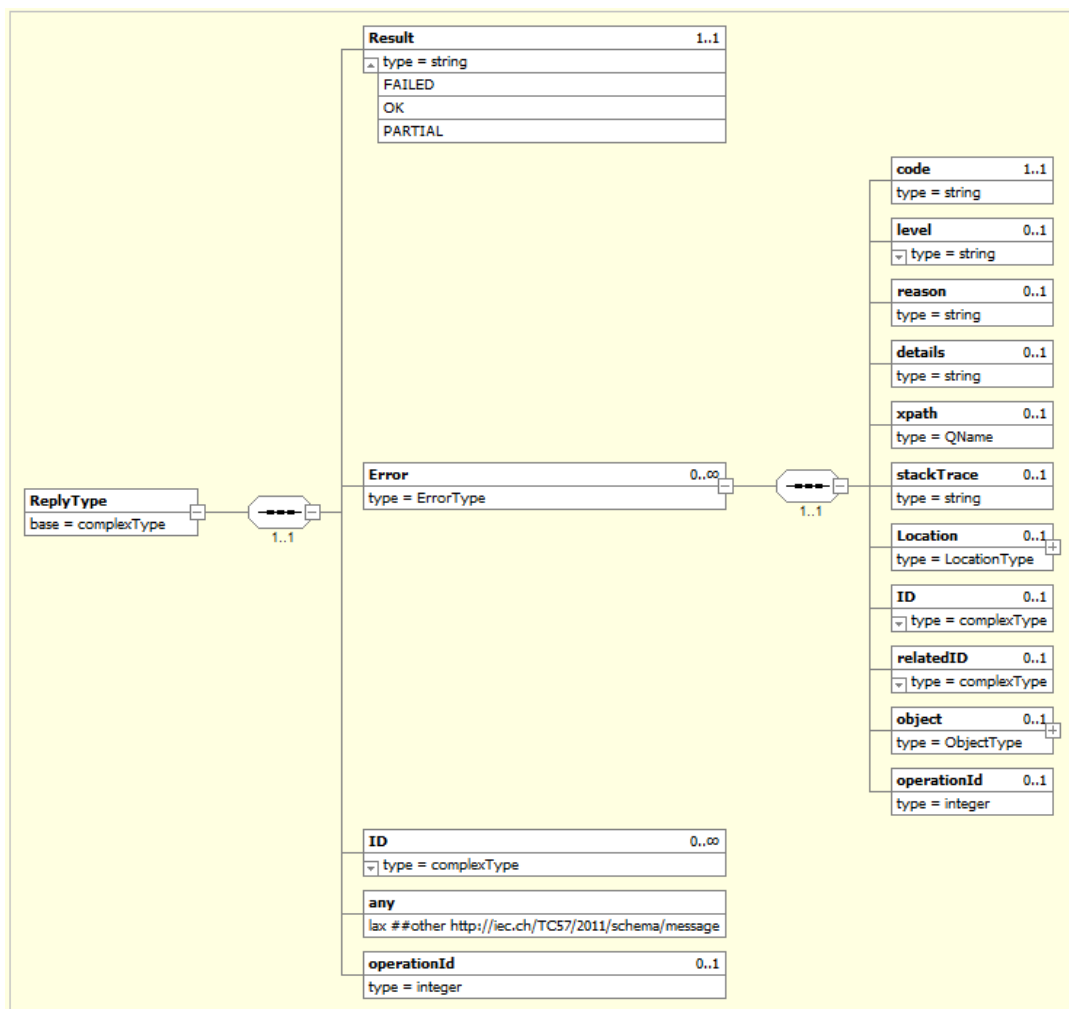 Result 1..1
type = string
FAILED
OK
PARTIAL
code 1..1
type = string
level 0..1
type = string
reason 0..1
type = string
details 0..1
type = string
xpath 0..1
type = QName
ReplyType
base = complexType
1..1
Error 0..∞
type = ErrorType
1..1
stackTrace 0..1
type = string
Location 0..1
type = LocationType
ID 0..1
type = complexType
relatedID 0..1
type = complexType
object 0..1
type = ObjectType
operationId 0..1
type = integer
ID 0..∞
type = complexType
any
lax ##other http://iec.ch/TC57/2011/schema/message
operationId 0..1
type = integer